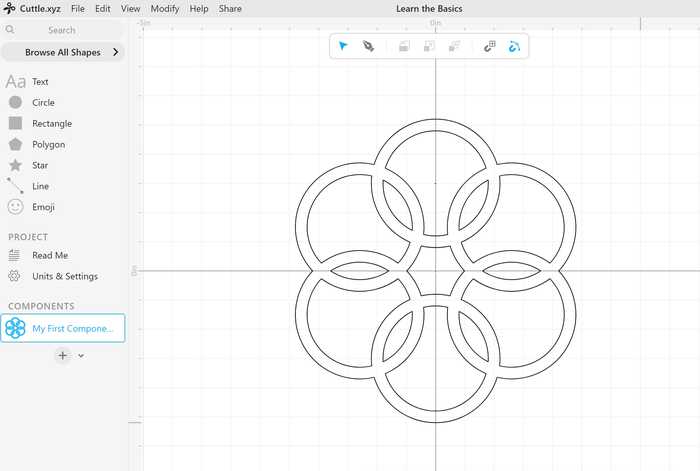 Cuttle.xyz File Edit View Modify Help Share Learn the Basics
-5in 0in
Search
Browse All Shapes
Aa Text
Circle
Rectangle
Polygon
Star
Line
Emoji
PROJECT
Read Me
0in
Units & Settings
COMPONENTS
My First Compone...